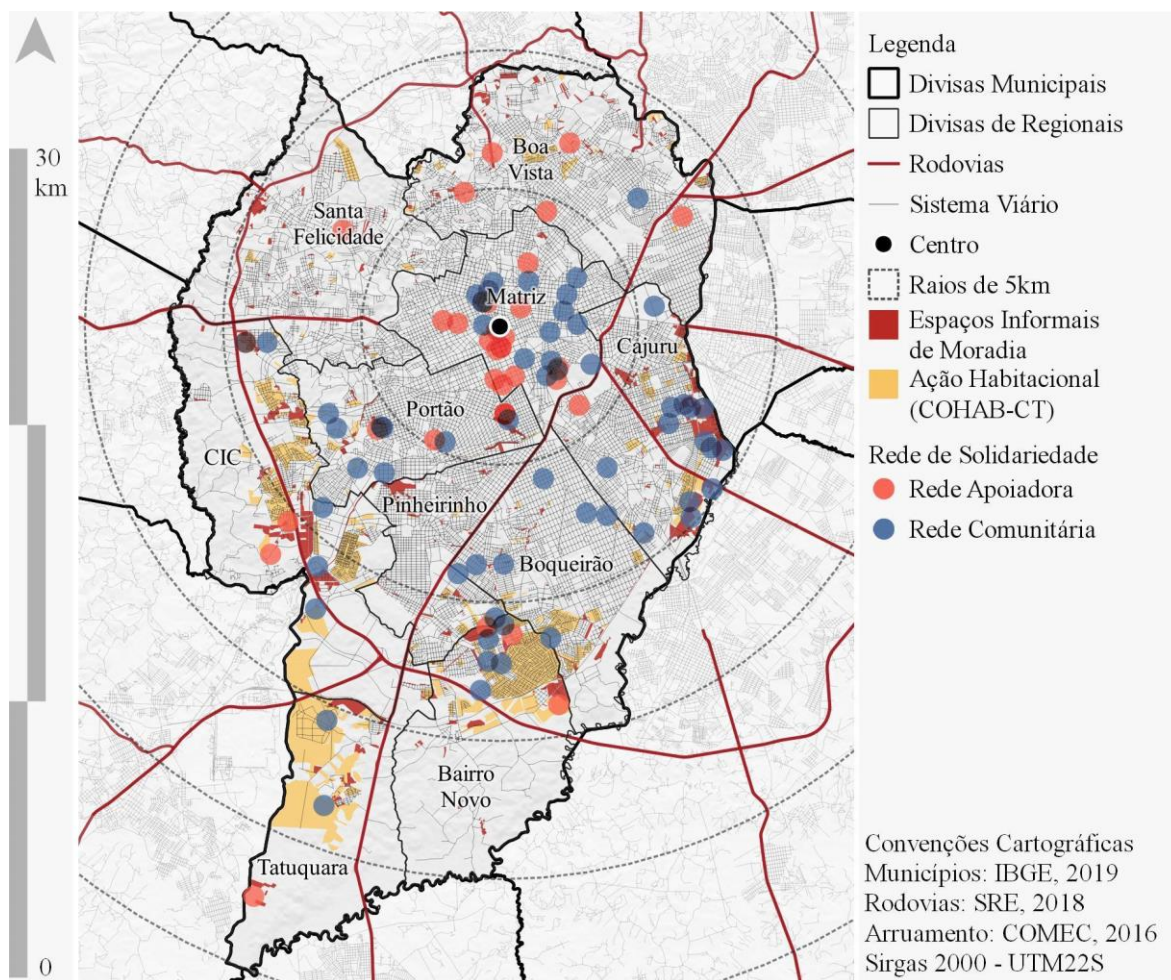 30
km
0
Boa
Vista
Santa
Felicidade
Matriz
Cajuru
Portão
CIC
Pinheirinho
Boqueirão
Bairro
Novo
Tatuquara
Legenda
Divisas Municipais
Divisas de Regionais
Rodovias
Sistema Viário
Centro
Raios de 5km
Espaços Informais
de Moradia
Ação Habitacional
(COHAB-CT)
Rede de Solidariedade
Rede Apoiadora
Rede Comunitária
Convenções Cartográficas
Municípios: IBGE, 2019
Rodovias: SRE, 2018
Arruamento: COMEC, 2016
Sirgas 2000 - UTM22S